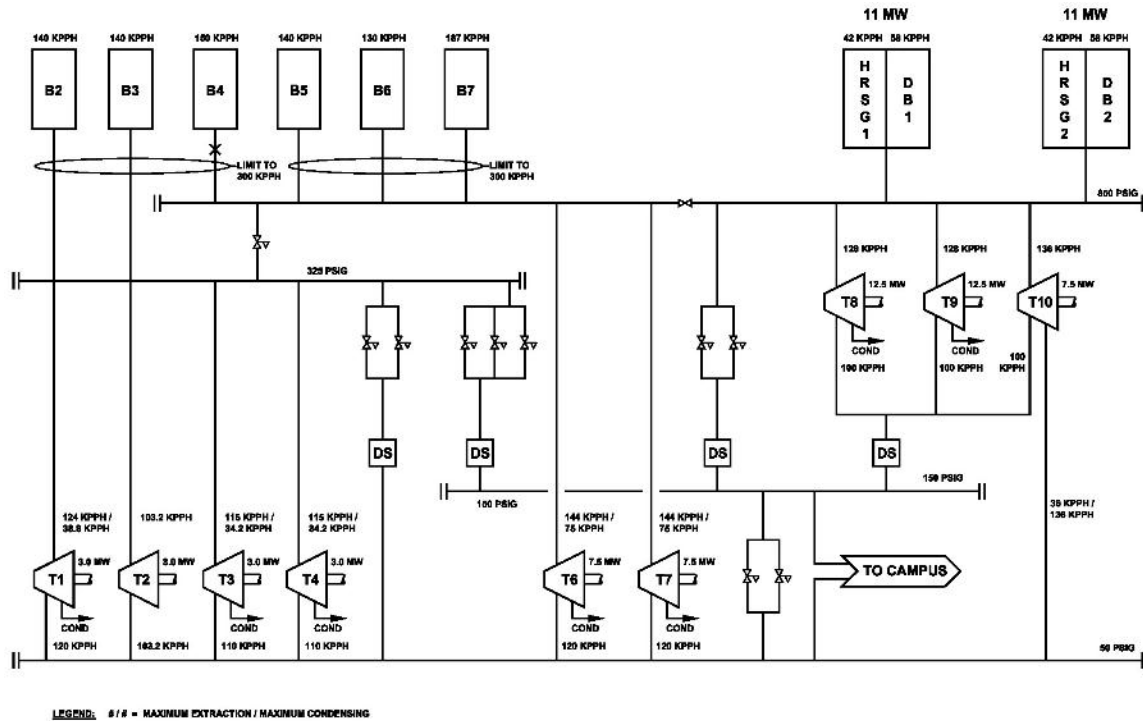 11 MW
11 MW
140 KPPH
140 KPPH
150 KPPH
140 KPPH
130 KPPH
187 KPPH
42 KPPH
58 KPPH
42 KPPH
58 KPPH
B2
B3
B4
B5
B6
B7
HRSG1
DB1
HRSG2
DB2
LIMIT TO
300 KPPH
LIMIT TO
300 KPPH
800 PSIG
325 PSIG
129 KPPH
128 KPPH
136 KPPH
T8
12.5 MW
T9
12.5 MW
T10
7.5 MW
COND
COND
100 KPPH
100 KPPH
100
KPPH
DS
DS
DS
DS
150 PSIG
150 PSIG
124 KPPH /
38.8 KPPH
103.2 KPPH
115 KPPH /
34.2 KPPH
115 KPPH /
34.2 KPPH
144 KPPH /
75 KPPH
144 KPPH /
75 KPPH
36 KPPH /
136 KPPH
T1
3.0 MW
T2
3.0 MW
T3
3.0 MW
T4
3.0 MW
T6
7.5 MW
T7
7.5 MW
TO CAMPUS
COND
COND
COND
COND
COND
120 KPPH
103.2 KPPH
110 KPPH
110 KPPH
120 KPPH
120 KPPH
50 PSIG
LEGEND: # / # = MAXIMUM EXTRACTION / MAXIMUM CONDENSING